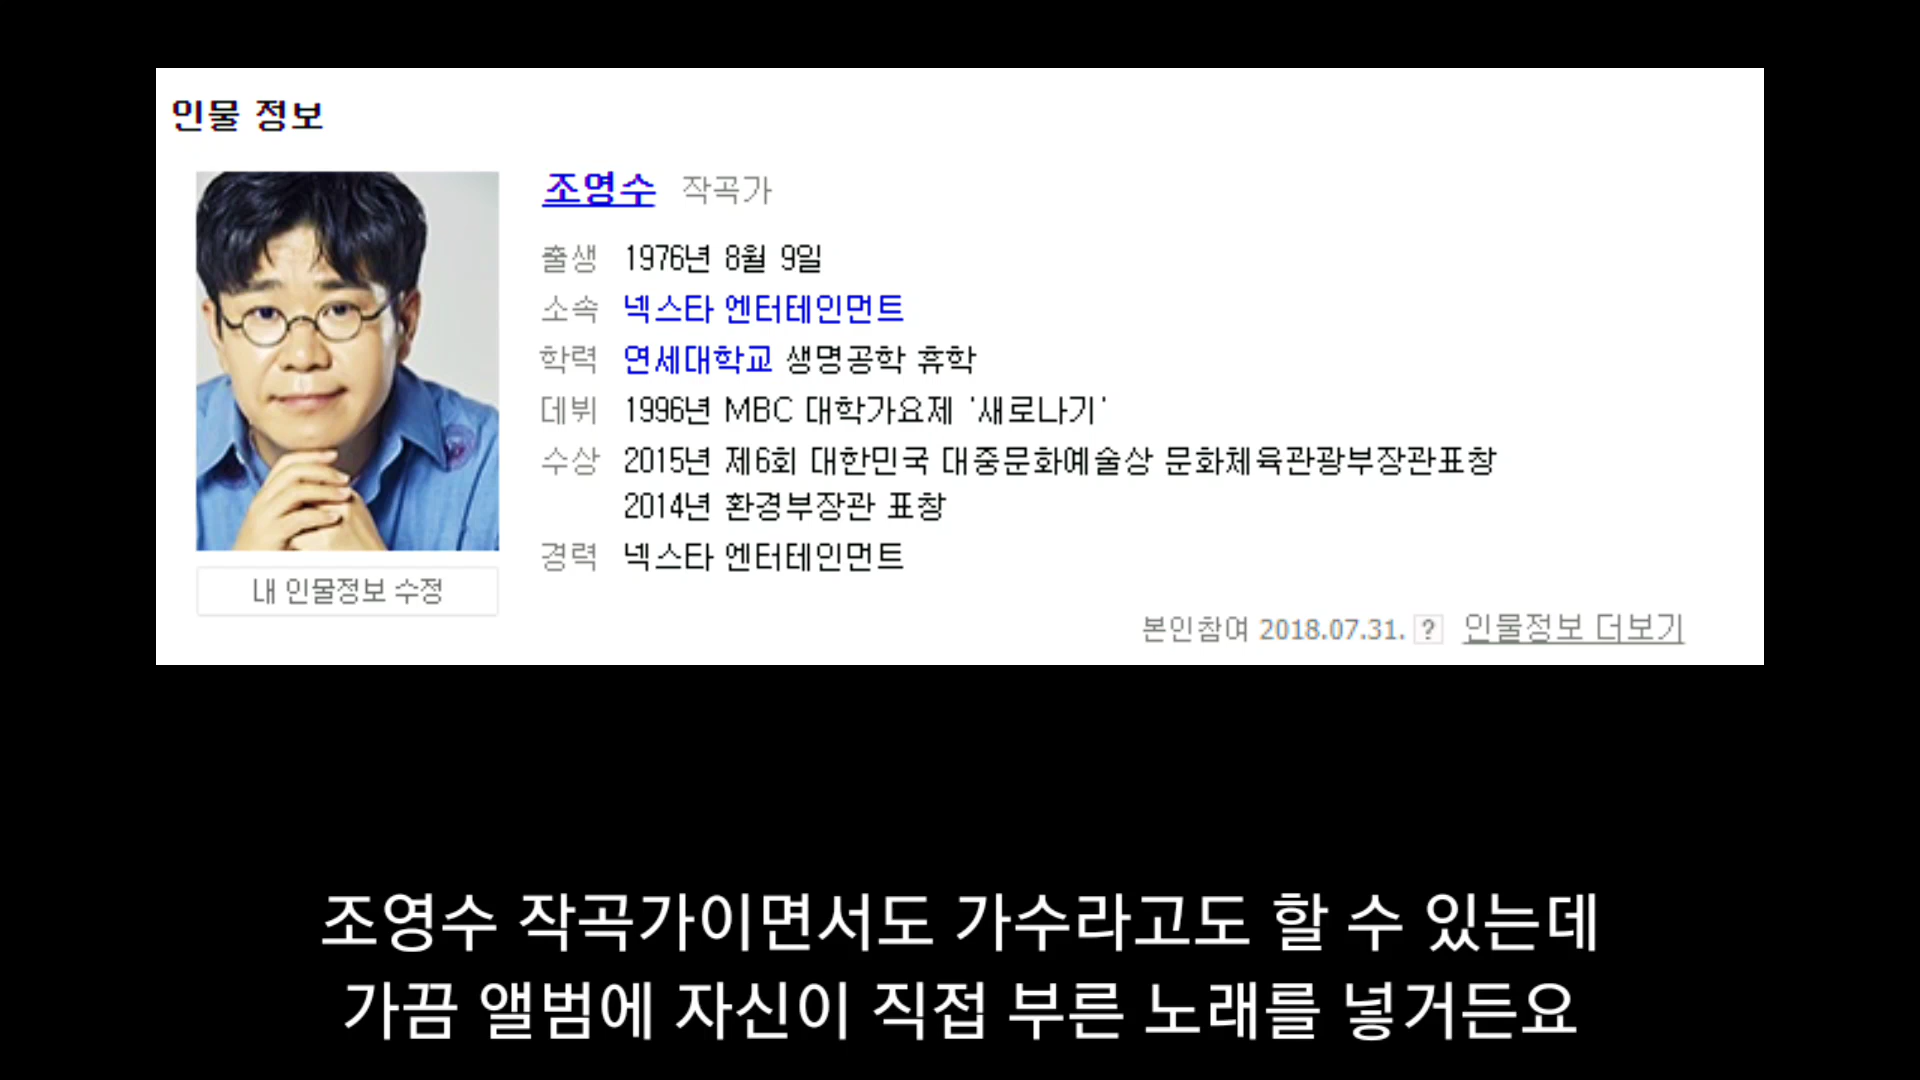 인물 정보
조영수 작곡가
출생 1976년 8월 9일
소속 넥스타 엔터테인먼트
학력 연세대학교 생명공학 휴학
데뷔 1996년 MBC 대학가요제 '새로나기'
수상 2015년 제6회 대한민국 대중문화예술상 문화체육관광부장관표창
2014년 환경부장관 표창
경력 넥스타 엔터테인먼트
내 인물정보 수정
본인참여 2018.07.31. ? 인물정보 더보기
조영수 작곡가이면서도 가수라고도 할 수 있는데
가끔 앨범에 자신이 직접 부른 노래를 넣거든요